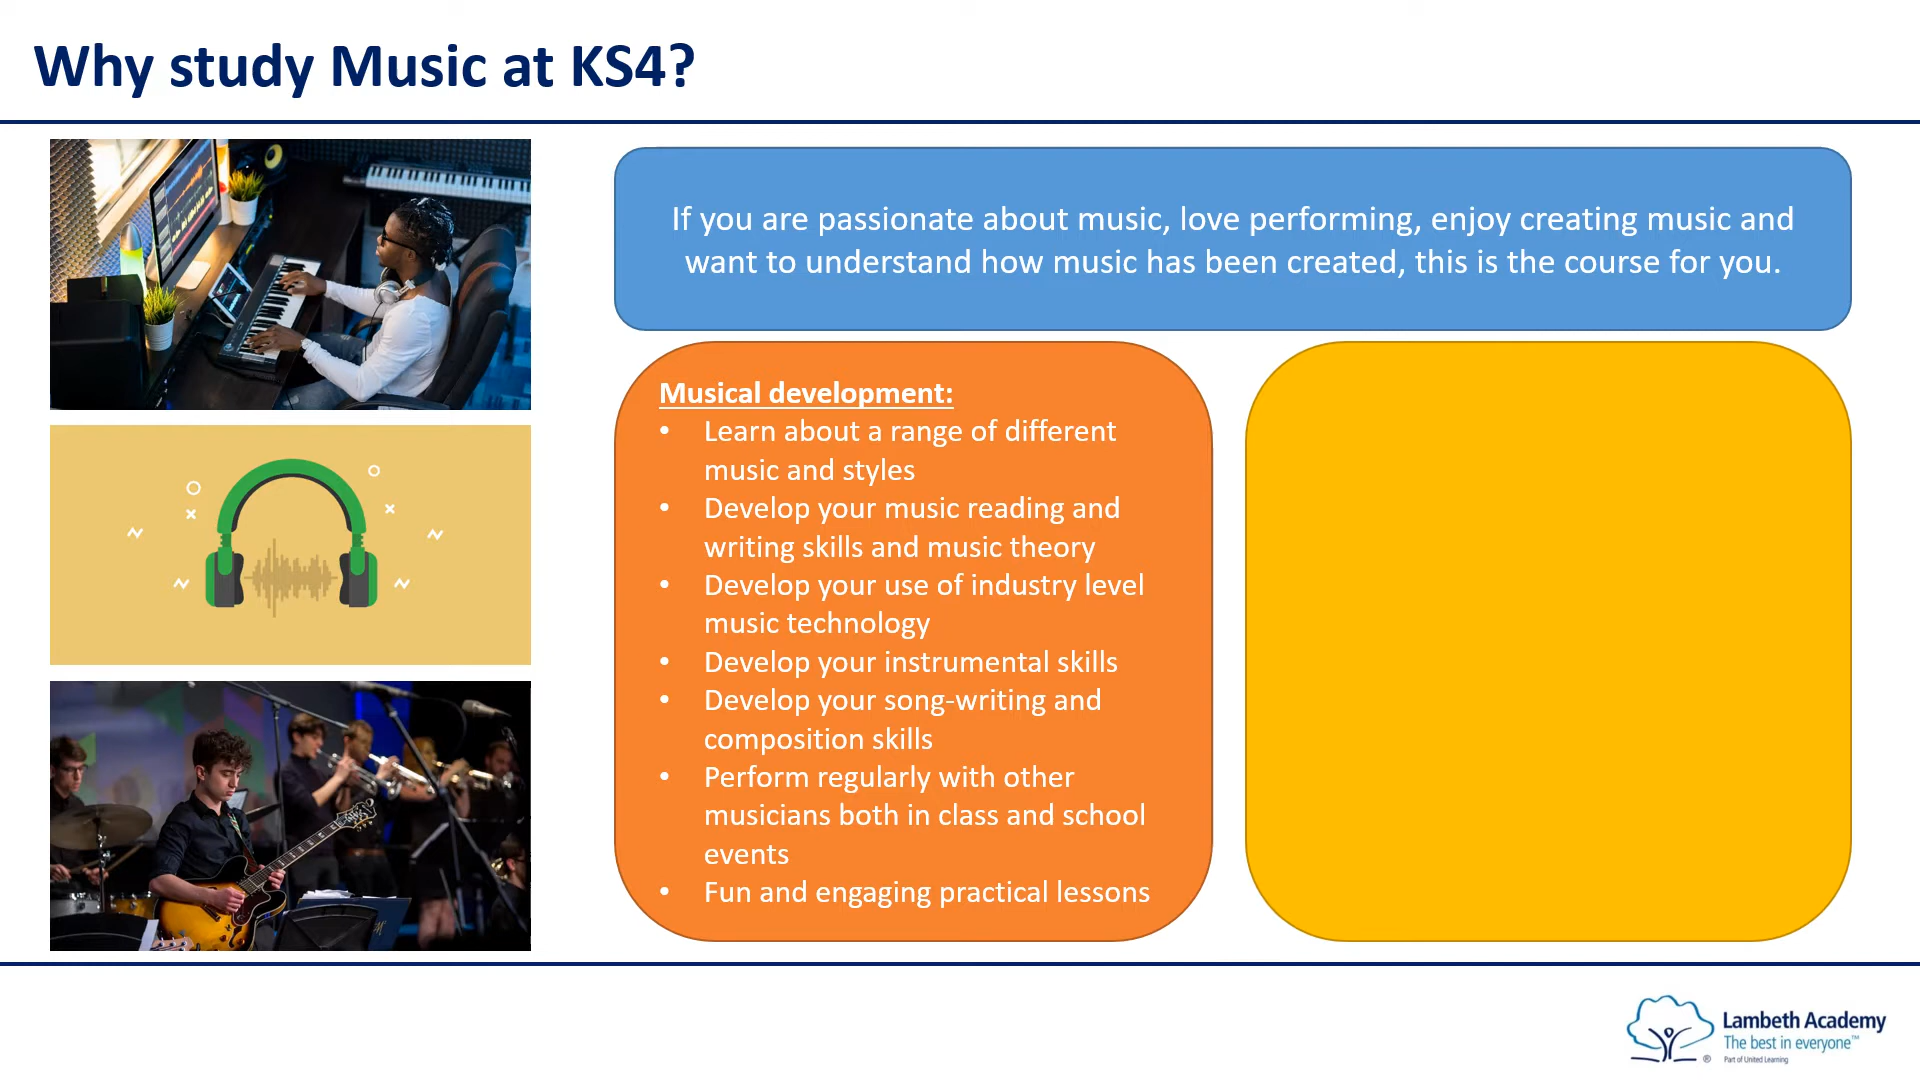 Why study Music at KS4?
If you are passionate about music, love performing, enjoy creating music and
want to understand how music has been created, this is the course for you.
Musical development:
• Learn about a range of different
music and styles
• Develop your music reading and
writing skills and music theory
• Develop your use of industry level
music technology
• Develop your instrumental skills
• Develop your song-writing and
composition skills
• Perform regularly with other
musicians both in class and school
events
• Fun and engaging practical lessons
Lambeth Academy
The best in everyone™
® Part of United Learning